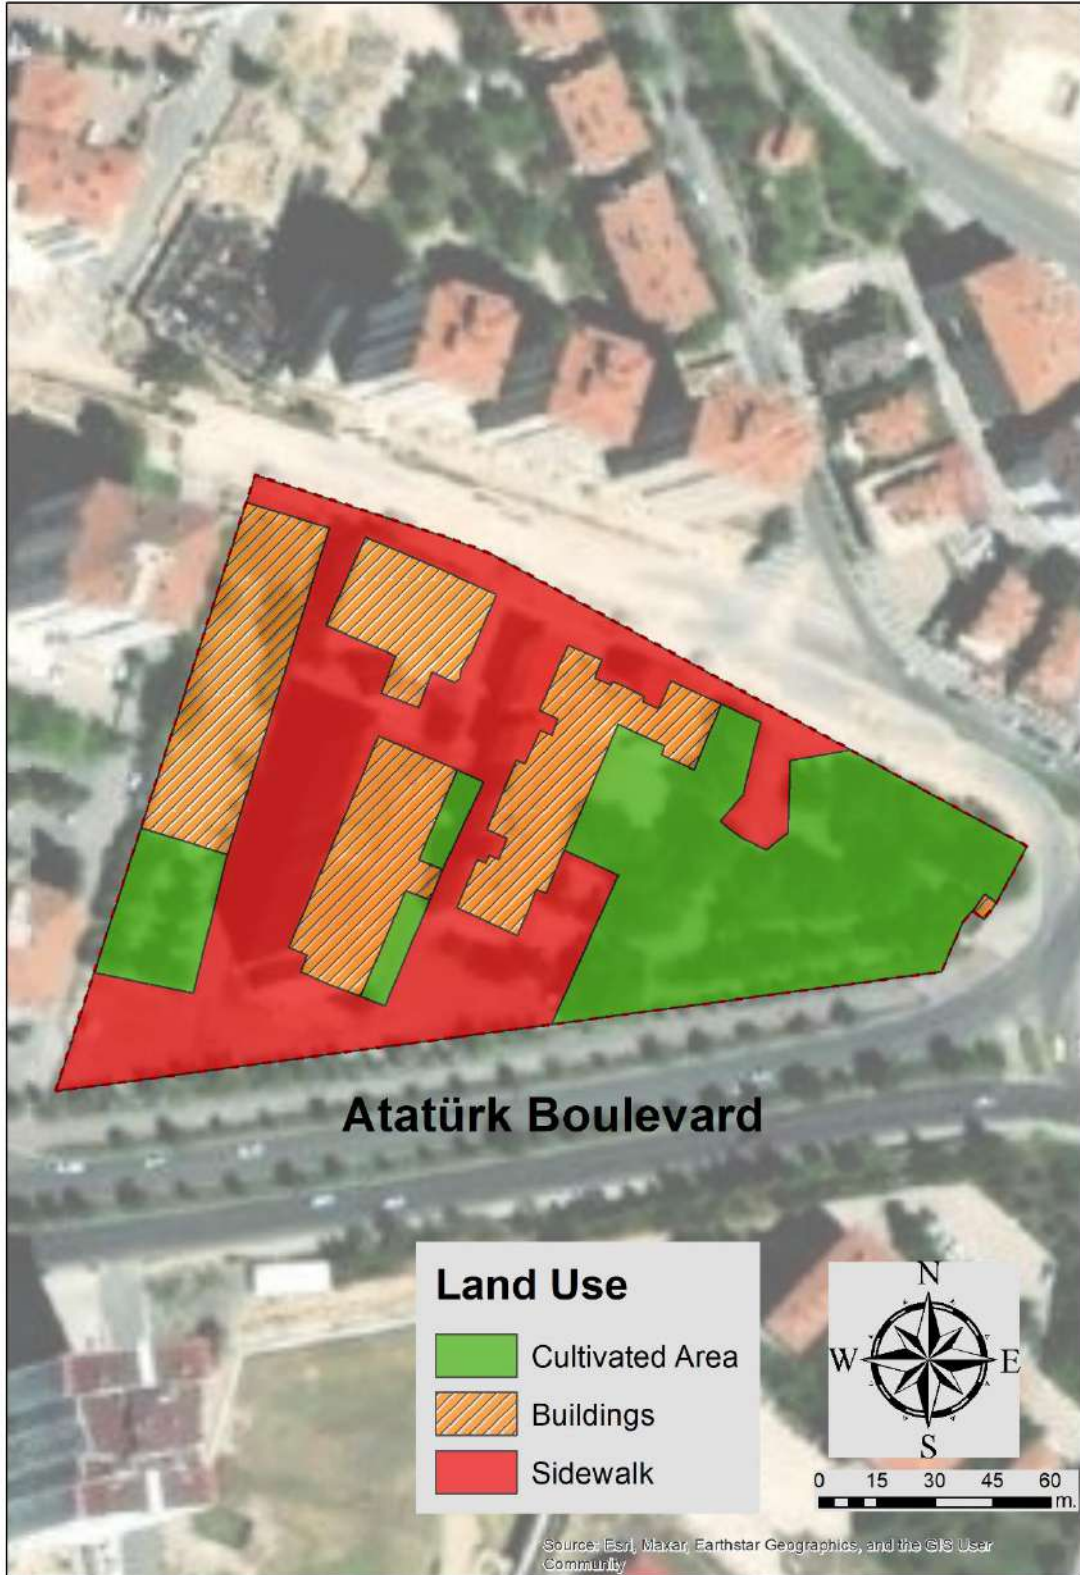 Atatürk Boulevard
Land Use
Cultivated Area
Buildings
Sidewalk
N
W E
S
0 15 30 45 60
m.
Source: Esri, Maxar, Earthstar Geographics, and the GIS User
Community